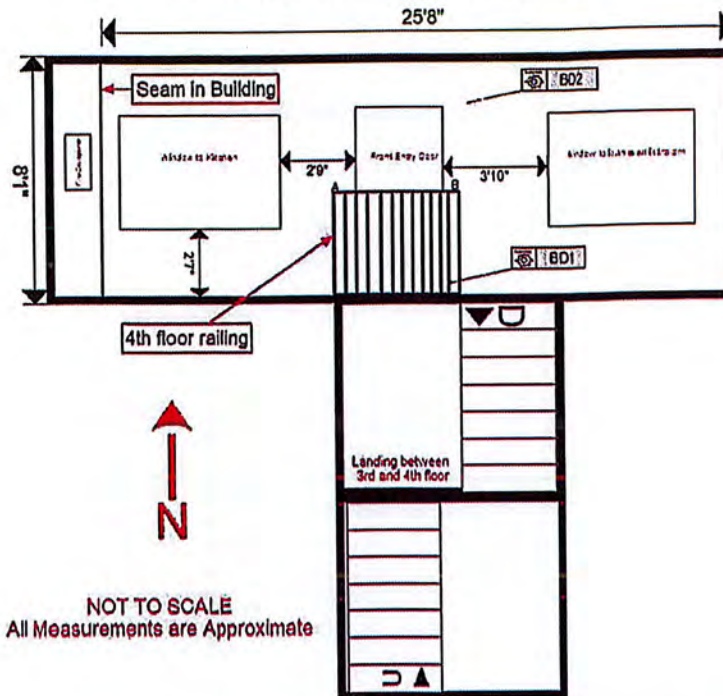 25'8"
Seam in Building
BD2
8'1"
Window to Kitchen
Front Entry Door
2'9"
3'10"
A
B
2'7"
BD1
4th floor railing
D
Landing between
3rd and 4th floor
N
NOT TO SCALE
All Measurements are Approximate
U